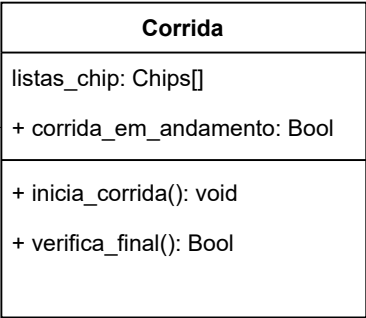 Corrida
listas_chip: Chips[]
+ corrida_em_andamento: Bool
+ inicia_corrida(): void
+ verifica_final(): Bool